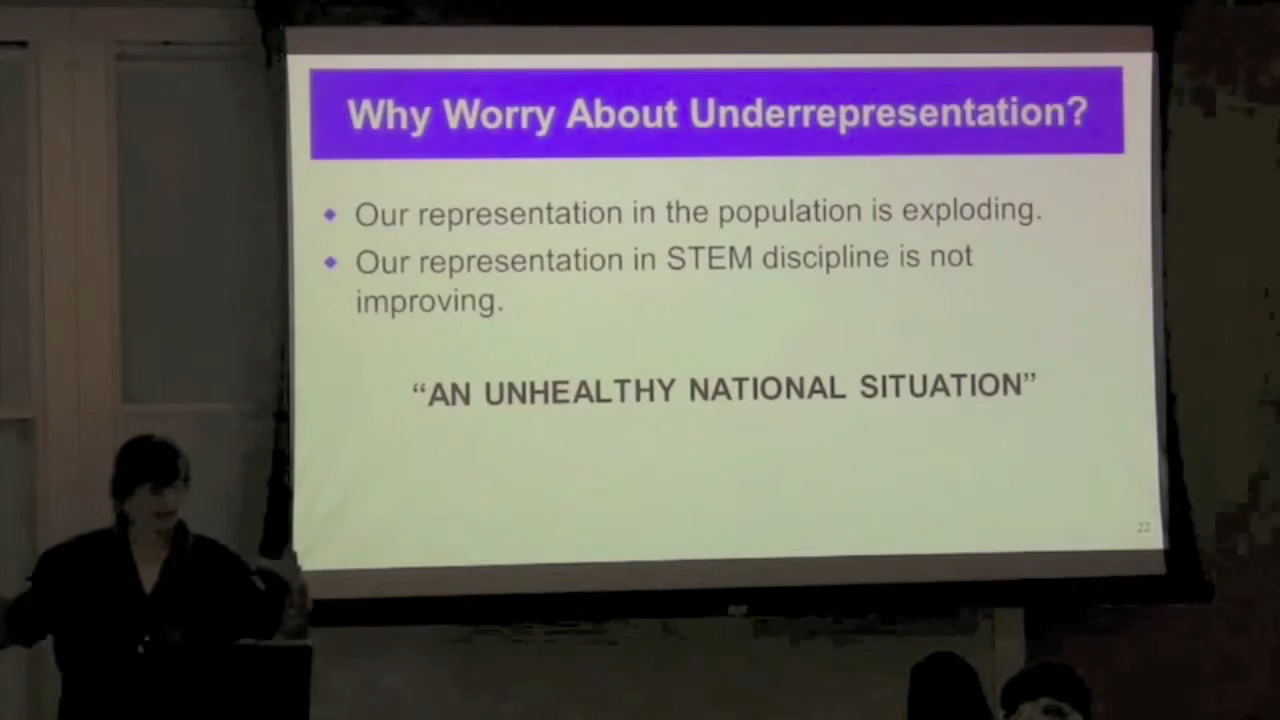 Why Worry About Underrepresentation?
◆ Our representation in the population is exploding.
◆ Our representation in STEM discipline is not
improving.
“AN UNHEALTHY NATIONAL SITUATION”
22